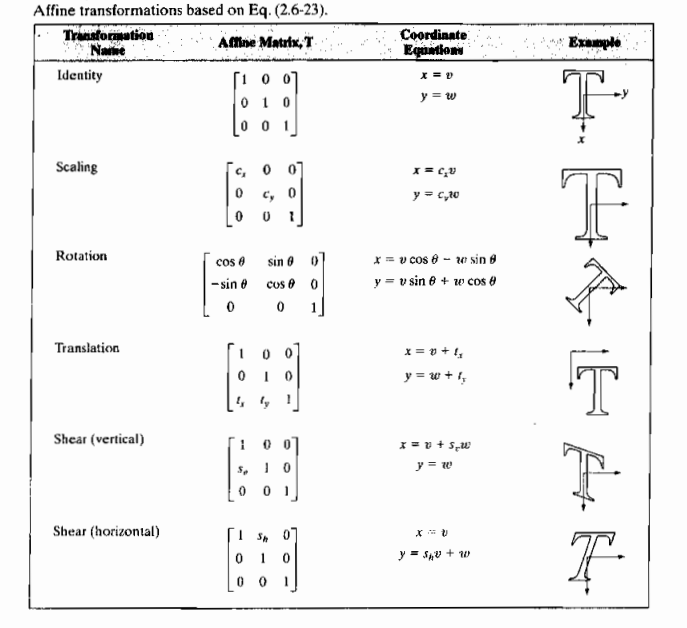 Affine transformations based on Eq. (2.6-23).
Transformation Name Affine Matrix, T Coordinate Equations Example
Identity
[1 0 0]
[0 1 0]
[0 0 1]
x = v
y = w
y
x
Scaling
[c_x 0 0]
[0 c_y 0]
[0 0 1]
x = c_x v
y = c_y w
Rotation
[cos θ sin θ 0]
[−sin θ cos θ 0]
[0 0 1]
x = v cos θ − w sin θ
y = v sin θ + w cos θ
Translation
[1 0 0]
[0 1 0]
[t_x t_y 1]
x = v + t_x
y = w + t_y
Shear (vertical)
[1 0 0]
[s_v 1 0]
[0 0 1]
x = v + s_v w
y = w
Shear (horizontal)
[1 s_h 0]
[0 1 0]
[0 0 1]
x = v
y = s_h v + w